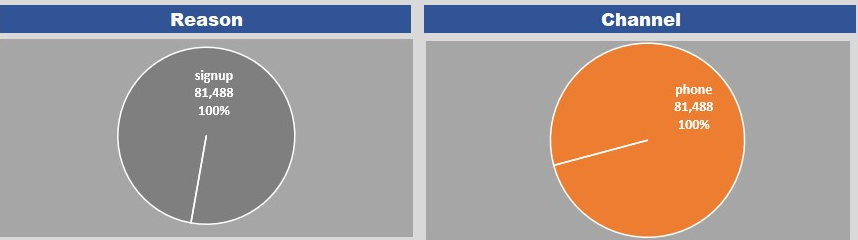 Reason
signup
81,488
100%
Channel
phone
81,488
100%